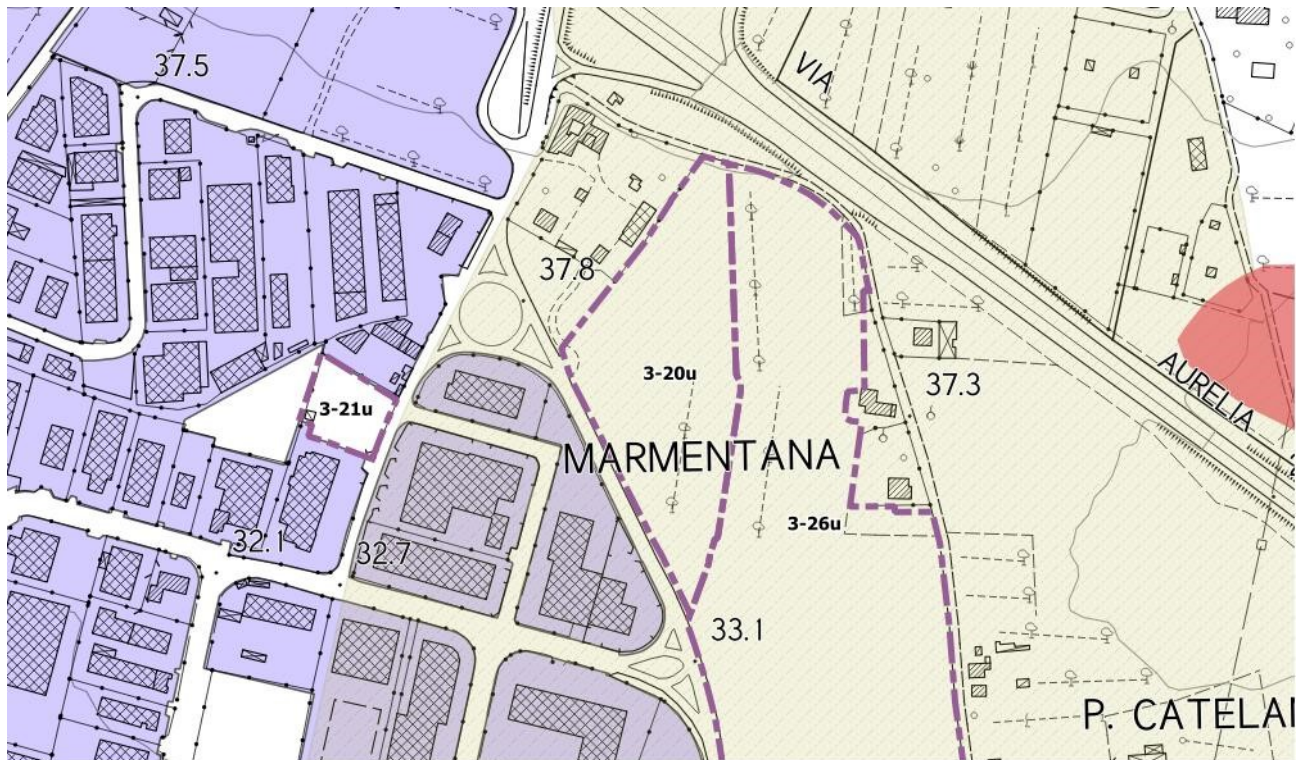 37.5
VIA
37.8
3-20u
37.3
AURELIA
3-21u
MARMENTANA
3-26u
32.1
32.7
33.1
P. CATELA